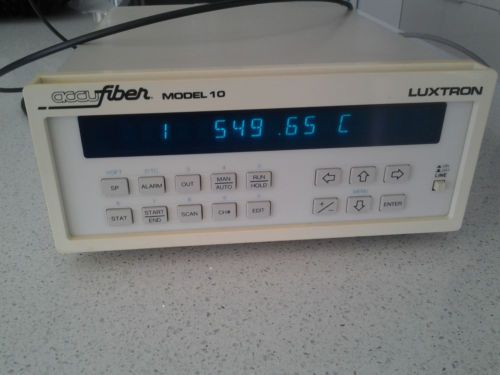 accufiber MODEL 10 LUXTRON
1 549.65 C
SP ALARM OUT MAN/AUTO RUN/HOLD
LINE
MENU
STAT START/END SCAN CH# EDIT +/− ENTER